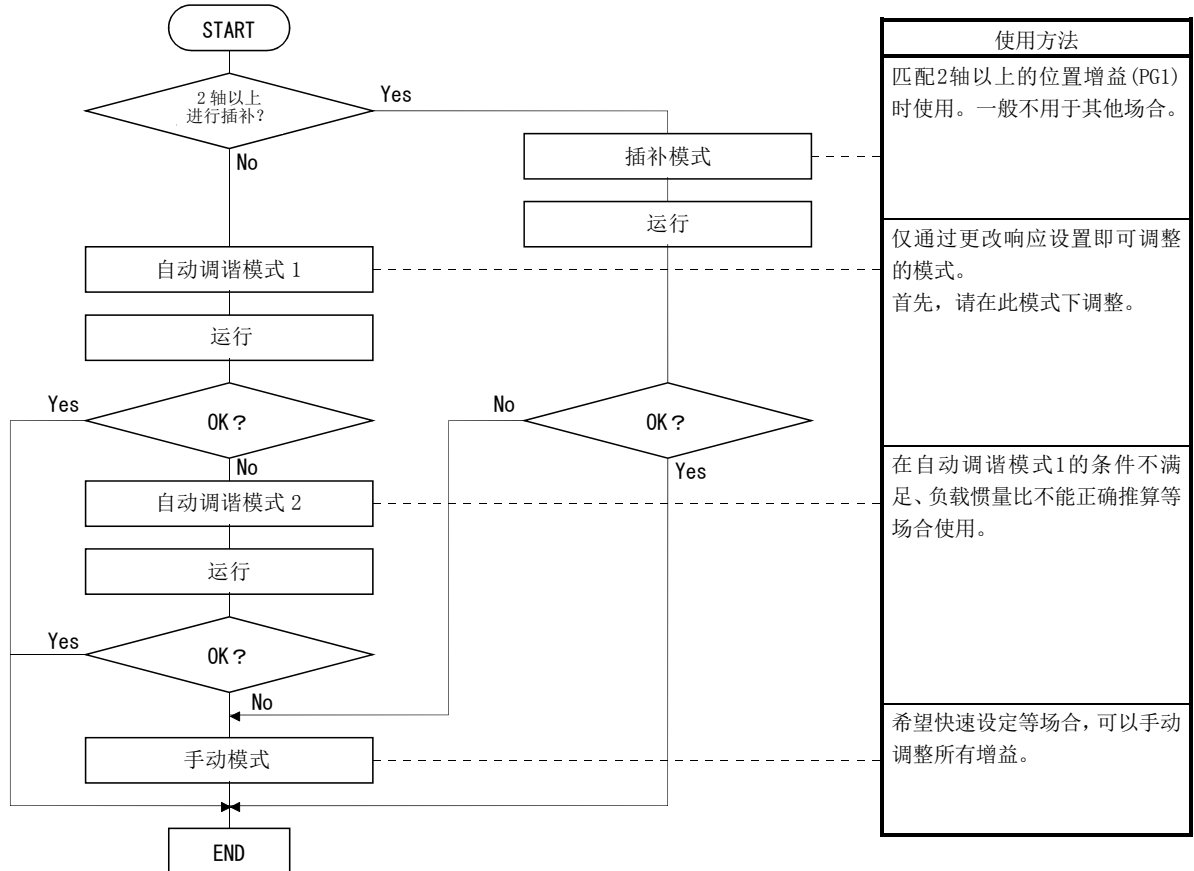 START
2 轴以上
进行插补？
Yes
No
插补模式
运行
自动调谐模式 1
运行
Yes
OK？
No
No
OK？
Yes
自动调谐模式 2
运行
Yes
OK？
No
手动模式
END
使用方法
匹配2轴以上的位置增益(PG1)
时使用。一般不用于其他场合。
仅通过更改响应设置即可调整
的模式。
首先，请在此模式下调整。
在自动调谐模式1的条件不满
足、负载惯量比不能正确推算等
场合使用。
希望快速设定等场合，可以手动
调整所有增益。